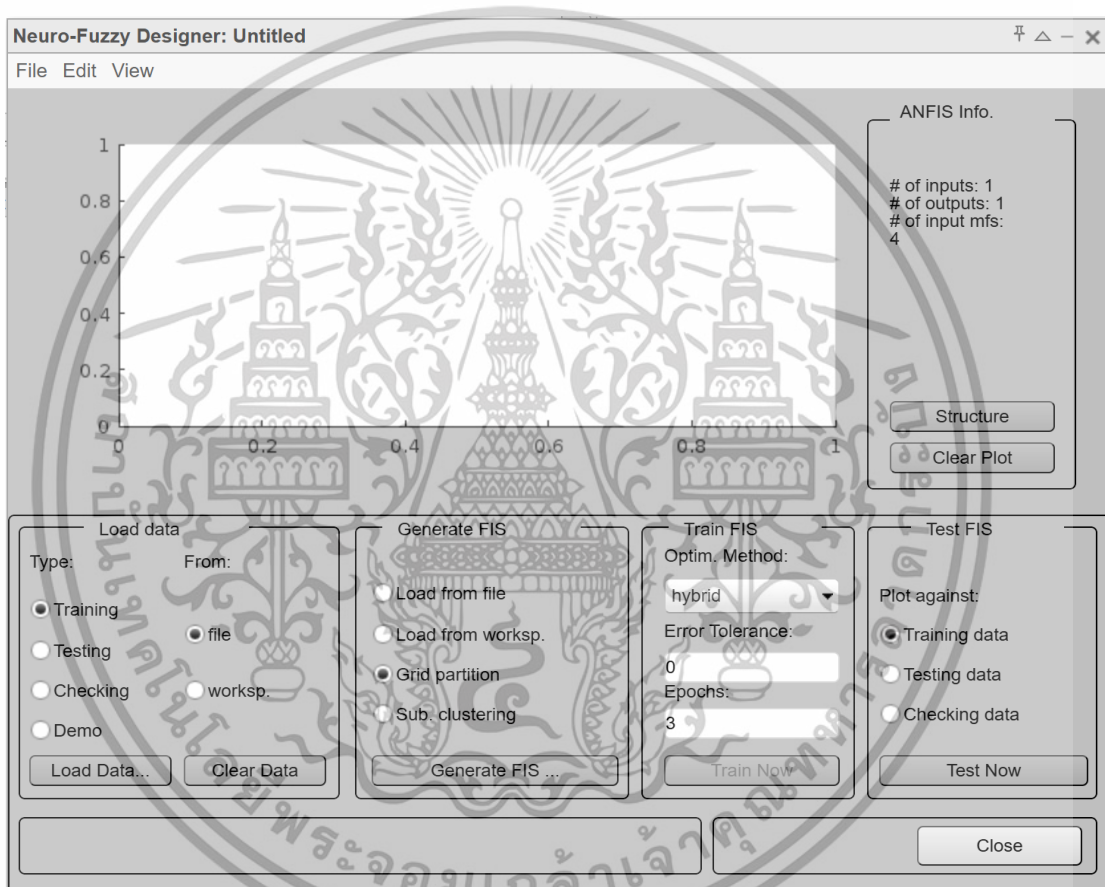 Neuro-Fuzzy Designer: Untitled
File Edit View
1
0.8
0.6
0.4
0.2
0
0 0.2 0.4 0.6 0.8 1
ANFIS Info.
# of inputs: 1
# of outputs: 1
# of input mfs:
4
Structure
Clear Plot
Load data
Type: From:
Training
file
Testing
Checking
worksp.
Demo
Load Data... Clear Data
Generate FIS
Load from file
Load from worksp.
Grid partition
Sub. clustering
Generate FIS ...
Train FIS
Optim. Method:
hybrid
Error Tolerance:
0
Epochs:
3
Train Now
Test FIS
Plot against:
Training data
Testing data
Checking data
Test Now
Close